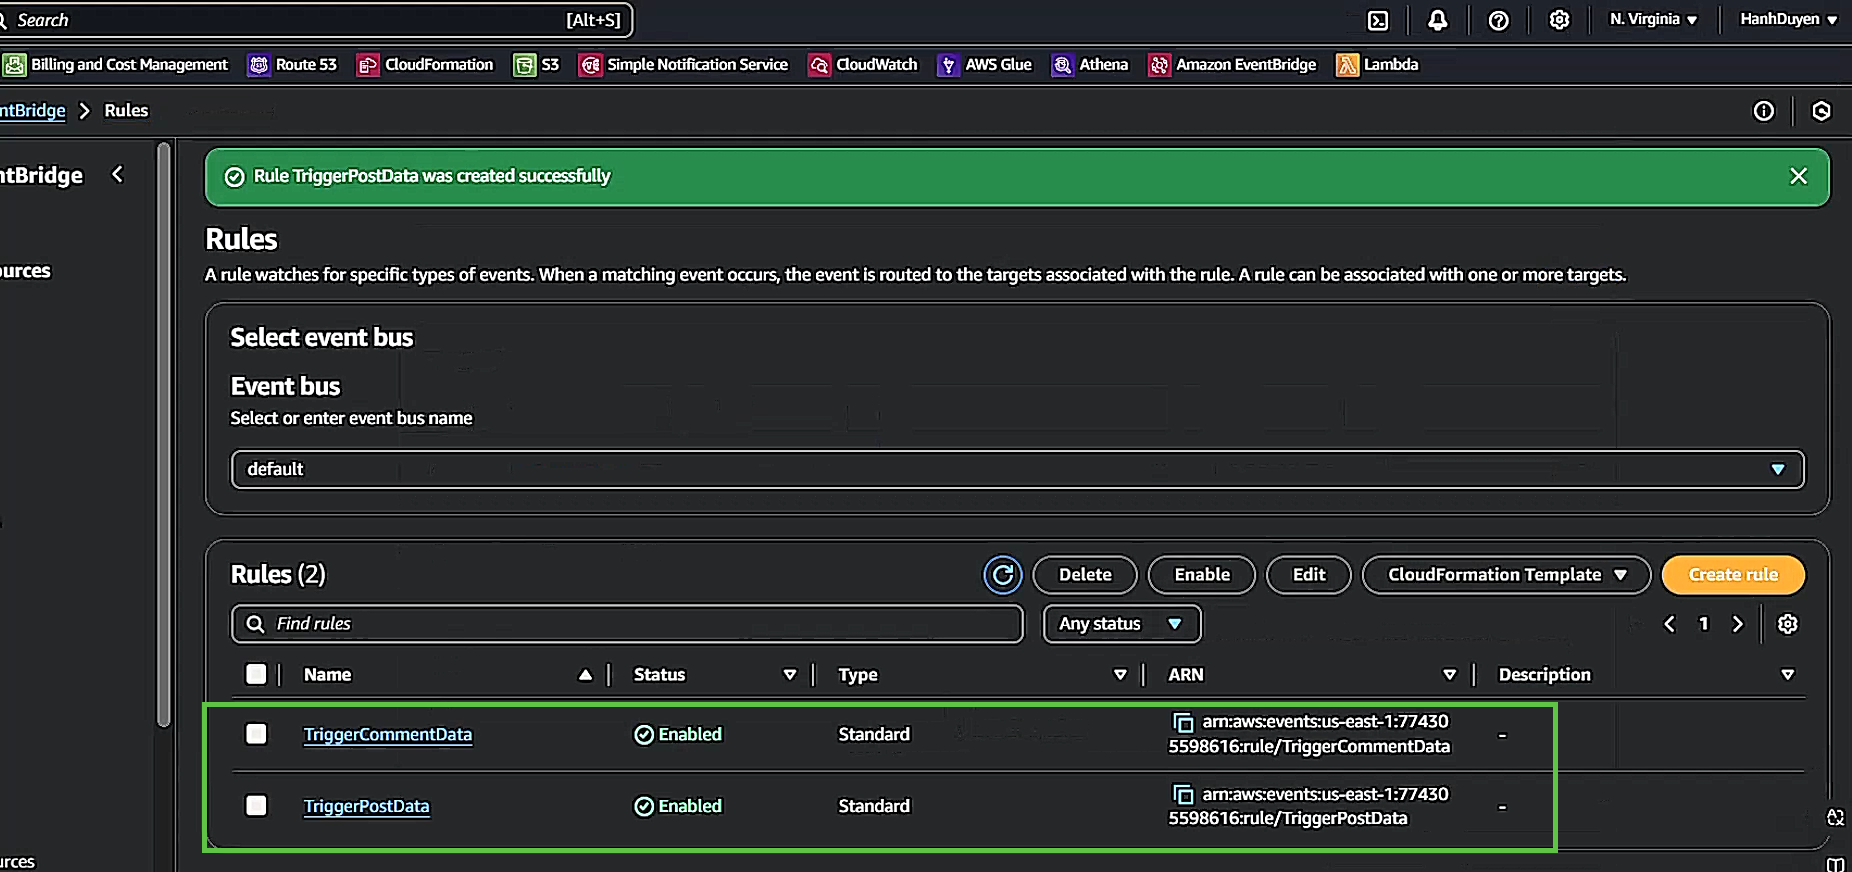 Search [Alt+S] N. Virginia HanhDuyen
Billing and Cost Management Route 53 CloudFormation S3 Simple Notification Service CloudWatch AWS Glue Athena Amazon EventBridge Lambda
ntBridge Rules
ntBridge
Rule TriggerPostData was created successfully
Rules
A rule watches for specific types of events. When a matching event occurs, the event is routed to the targets associated with the rule. A rule can be associated with one or more targets.
ources
Select event bus
Event bus
Select or enter event bus name
default
Rules (2) Delete Enable Edit CloudFormation Template Create rule
Find rules Any status 1
Name Status Type ARN Description
TriggerCommentData Enabled Standard arn:aws:events:us-east-1:77430
5598616:rule/TriggerCommentData -
TriggerPostData Enabled Standard arn:aws:events:us-east-1:77430
5598616:rule/TriggerPostData -
urces